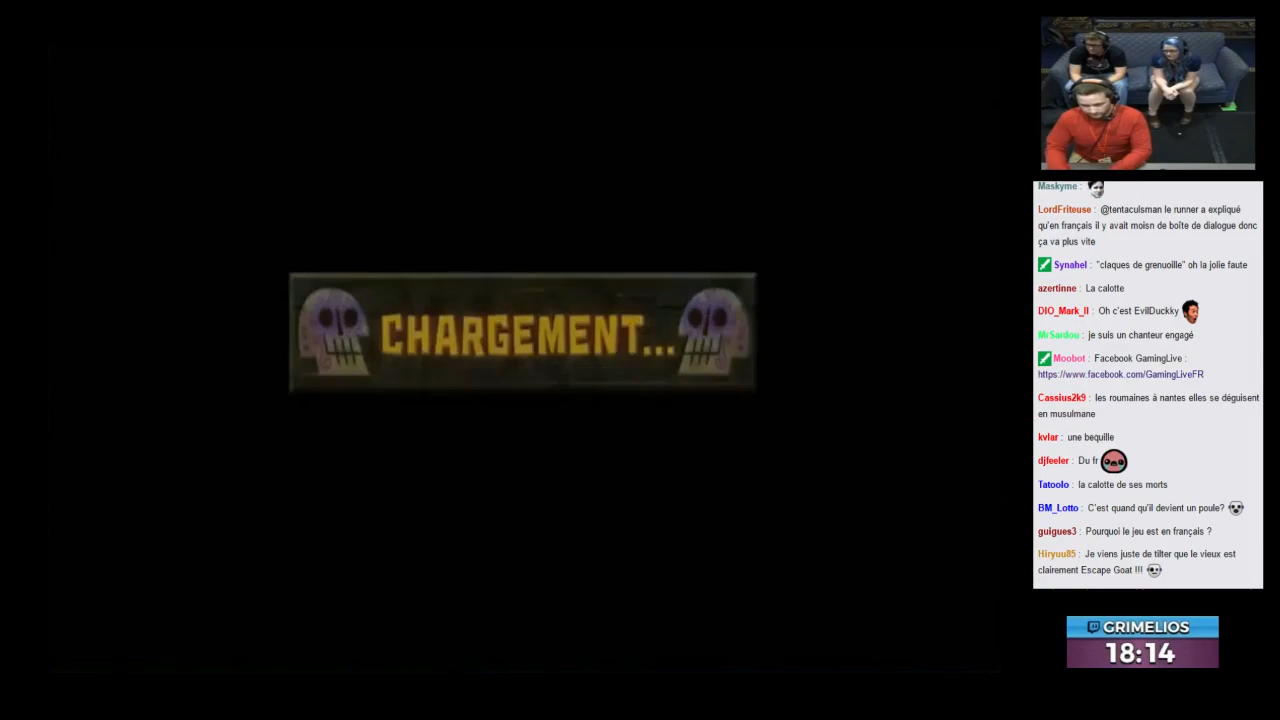 CHARGEMENT...
Maskyme :
LordFriteuse : @tentaculsman le runner a expliqué
qu'en français il y avait moisn de boîte de dialogue donc
ça va plus vite
Synahel : "claques de grenuoille" oh la jolie faute
azertinne : La calotte
DIO_Mark_II : Oh c'est EvilDuckky
MrSardou : je suis un chanteur engagé
Moobot : Facebook GamingLive :
https://www.facebook.com/GamingLiveFR
Cassius2k9 : les roumaines à nantes elles se déguisent
en musulmane
kvlar : une bequille
djfeeler : Du fr
Tatoolo : la calotte de ses morts
BM_Lotto : C'est quand qu'il devient un poule?
guigues3 : Pourquoi le jeu est en français ?
Hiryuu85 : Je viens juste de tilter que le vieux est
clairement Escape Goat !!!
GRIMELIOS
18:14